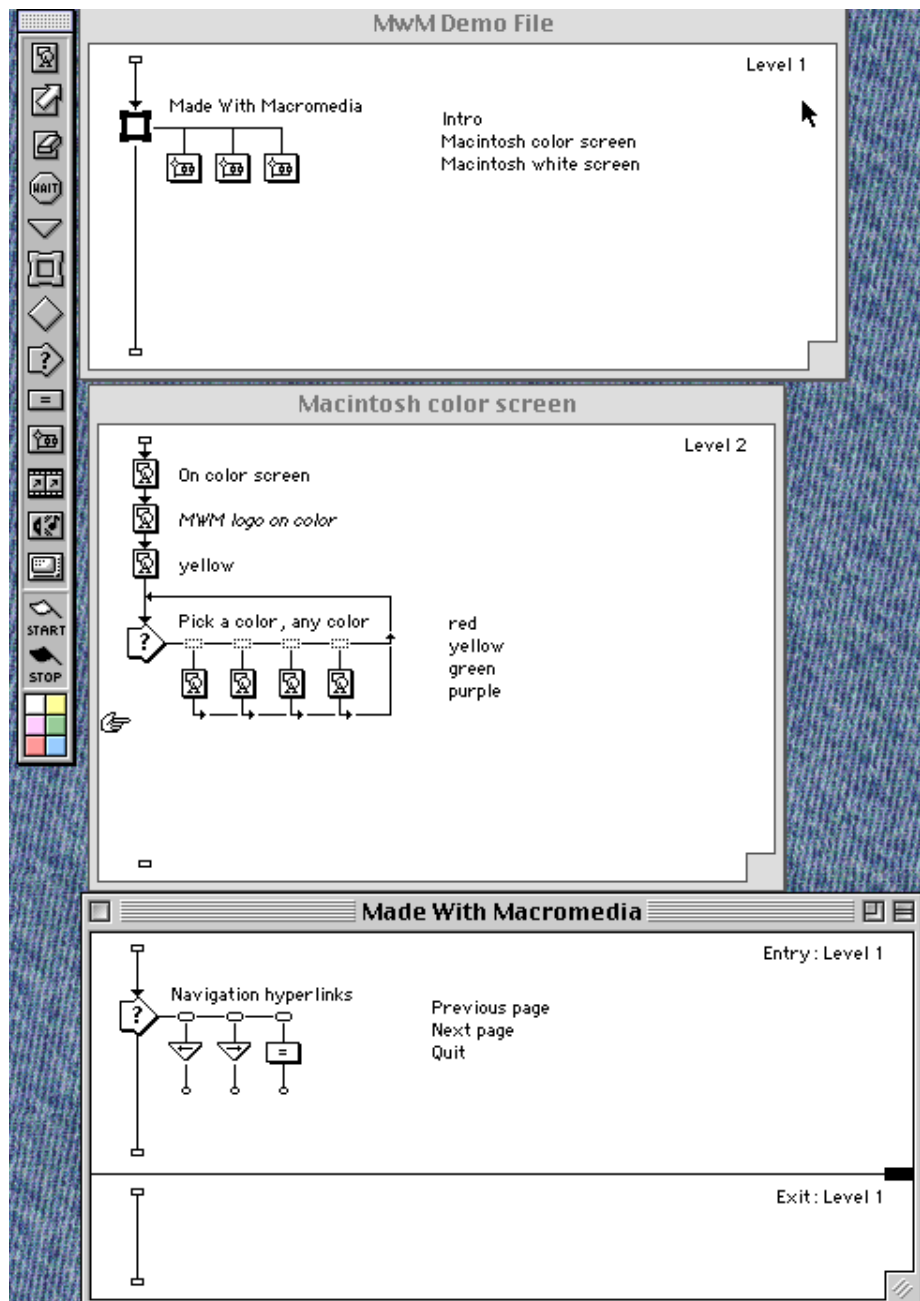 MwM Demo File
Level 1
Made With Macromedia
Intro
Macintosh color screen
Macintosh white screen
WAIT
?
=
START
STOP
Macintosh color screen
Level 2
On color screen
MWM logo on color
yellow
Pick a color, any color
?
red
yellow
green
purple
Made With Macromedia
Entry: Level 1
Navigation hyperlinks
?
=
Previous page
Next page
Quit
Exit: Level 1